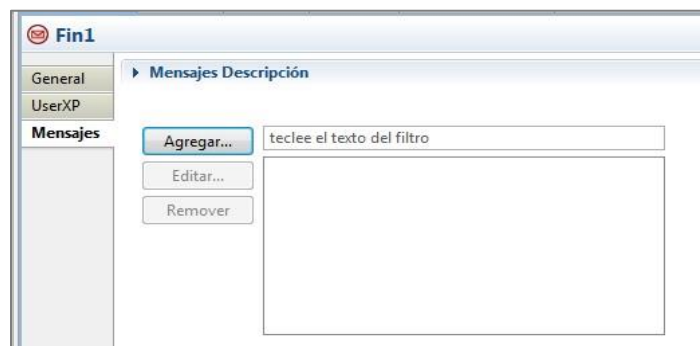 Fin1
General
UserXP
Mensajes
Mensajes Descripción
Agregar...
teclee el texto del filtro
Editar...
Remover